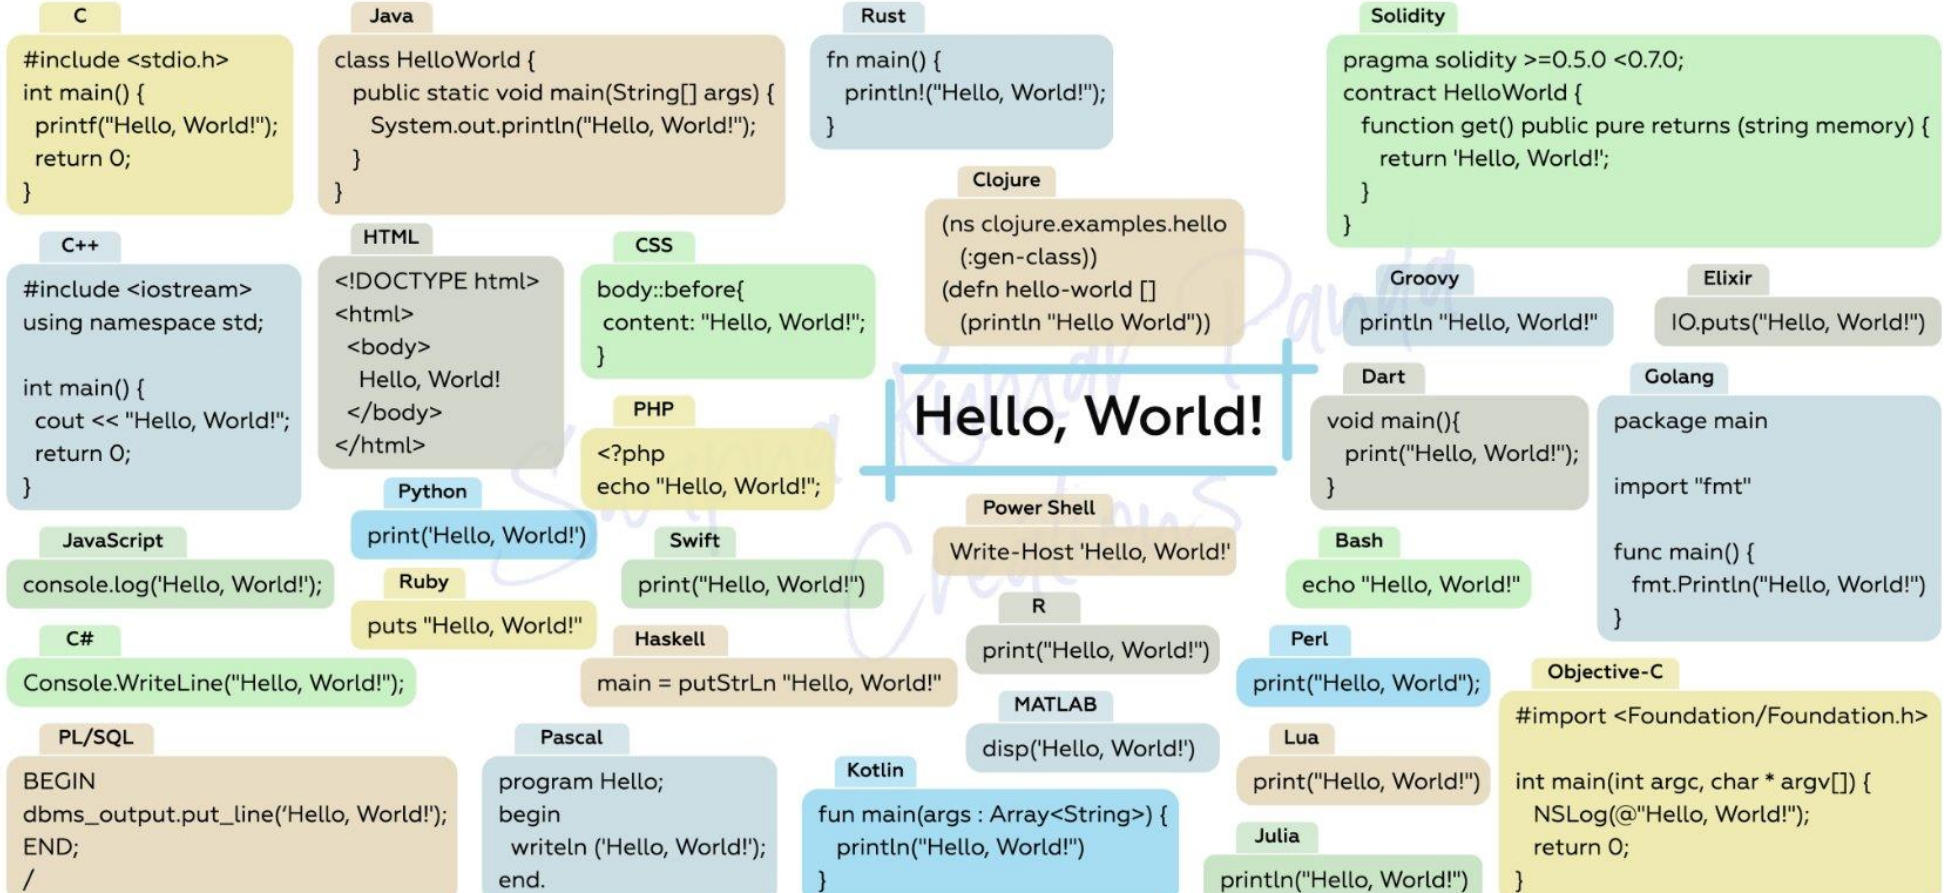 C
#include <stdio.h>
int main() {
printf("Hello, World!");
return 0;
}
Java
class HelloWorld {
public static void main(String[] args) {
System.out.println("Hello, World!");
}
}
Rust
fn main() {
println!("Hello, World!");
}
Solidity
pragma solidity >=0.5.0 <0.7.0;
contract HelloWorld {
function get() public pure returns (string memory) {
return 'Hello, World!';
}
}
Clojure
(ns clojure.examples.hello
(:gen-class))
(defn hello-world []
(println "Hello World"))
C++
#include <iostream>
using namespace std;
int main() {
cout << "Hello, World!";
return 0;
}
HTML
<!DOCTYPE html>
<html>
<body>
Hello, World!
</body>
</html>
CSS
body::before{
content: "Hello, World!";
}
Groovy
println "Hello, World!"
Elixir
IO.puts("Hello, World!")
PHP
<?php
echo "Hello, World!";
Hello, World!
Dart
void main(){
print("Hello, World!");
}
Golang
package main
import "fmt"
func main() {
fmt.Println("Hello, World!")
}
Python
print('Hello, World!')
Power Shell
Write-Host 'Hello, World!'
JavaScript
console.log('Hello, World!');
Swift
print("Hello, World!")
Bash
echo "Hello, World!"
Ruby
puts "Hello, World!"
R
print("Hello, World!")
C#
Console.WriteLine("Hello, World!");
Haskell
main = putStrLn "Hello, World!"
Perl
print("Hello, World");
Objective-C
#import <Foundation/Foundation.h>
int main(int argc, char * argv[]) {
NSLog(@"Hello, World!");
return 0;
}
MATLAB
disp('Hello, World!')
PL/SQL
BEGIN
dbms_output.put_line(‘Hello, World!');
END;
/
Pascal
program Hello;
begin
writeln ('Hello, World!');
end.
Kotlin
fun main(args : Array<String>) {
println("Hello, World!")
}
Lua
print("Hello, World!")
Julia
println("Hello, World!")
Kumar Panda
Creations